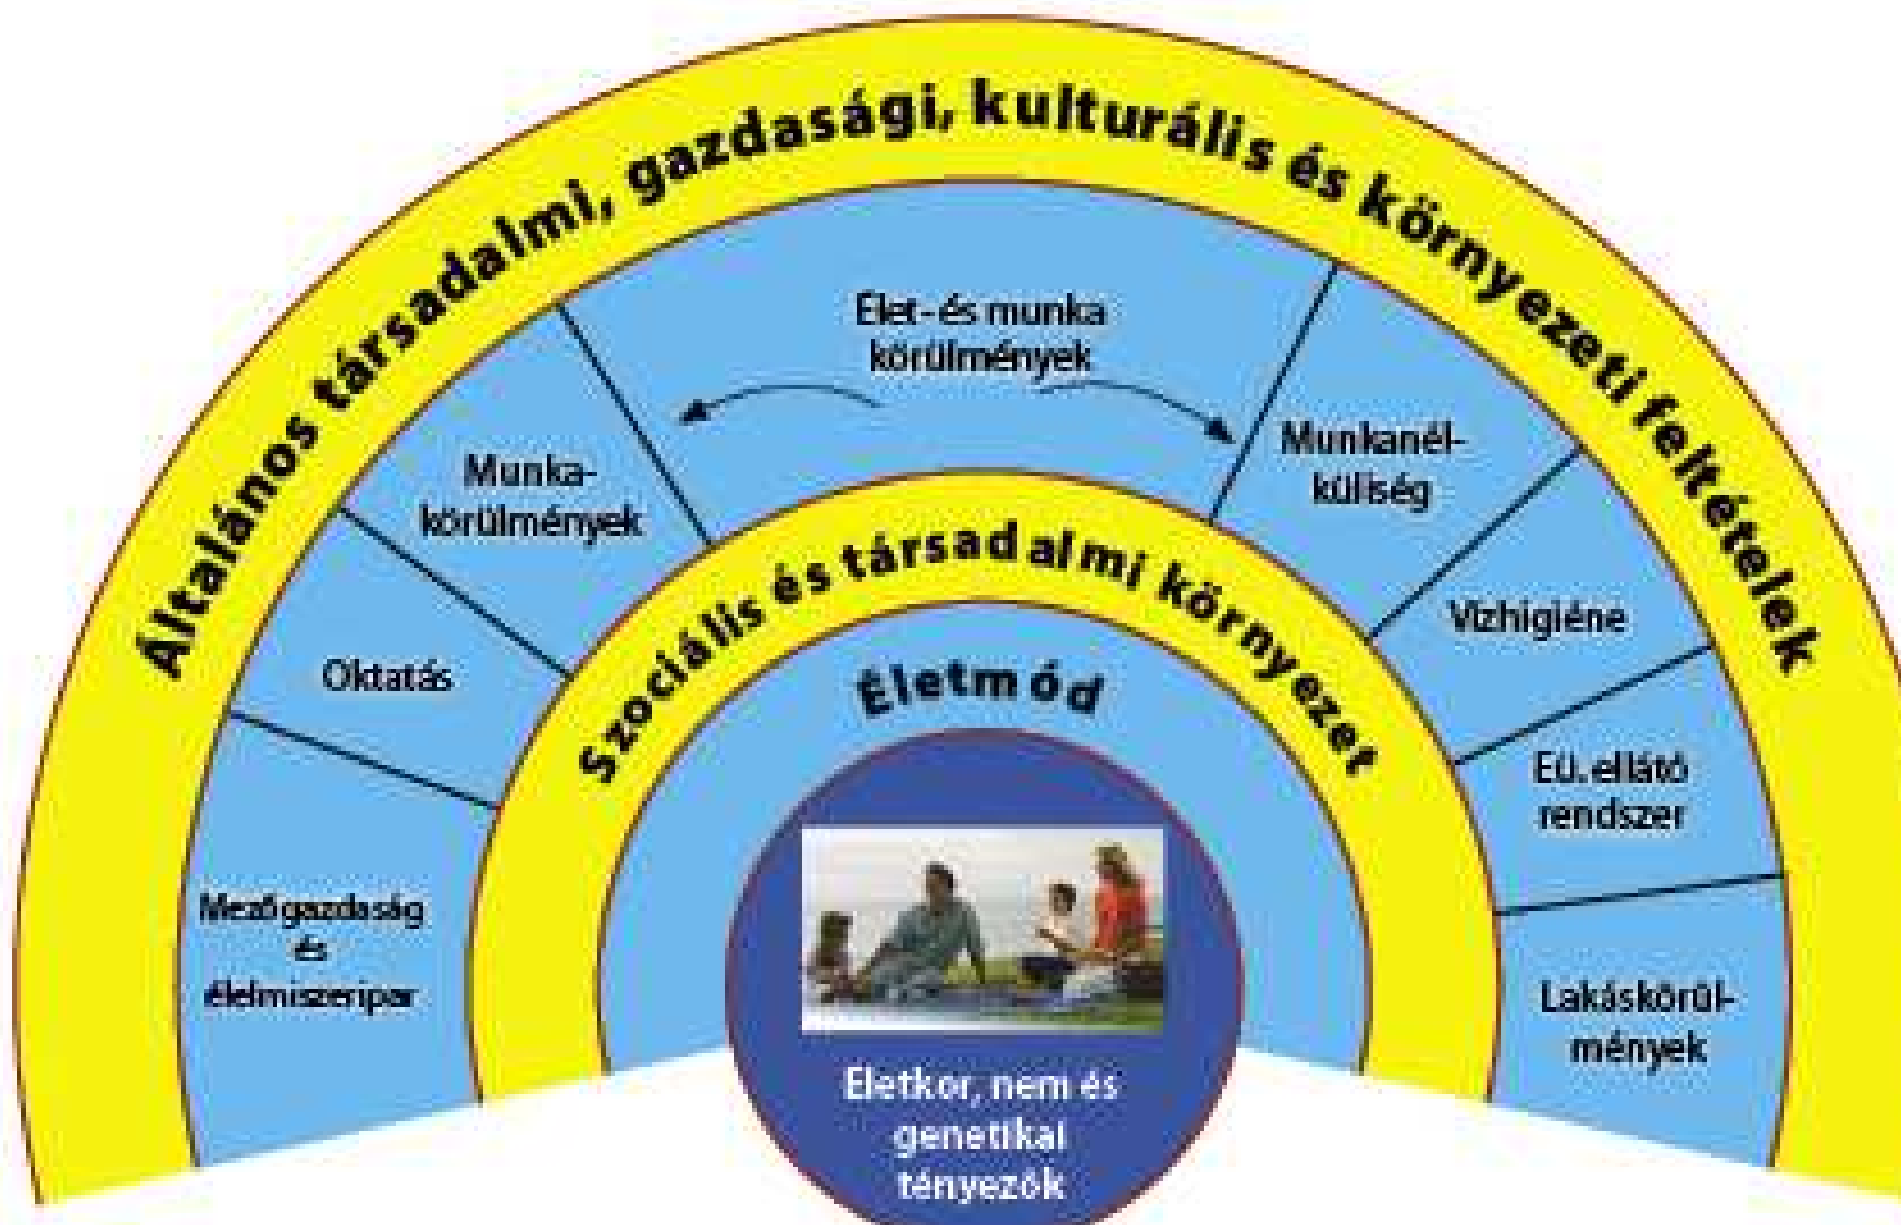 Általános társadalmi, gazdasági, kulturális és környezeti feltételek
Élet- és munka
körülmények
Munka-
körülmények
Munkanél-
küliség
Oktatás
Vízhigiéne
Mezőgazdaság
és
élelmiszeripar
Eü. ellátó
rendszer
Lakáskörül-
mények
Szociális és társadalmi környezet
Életmód
Életkor, nem és
genetikai
tényezők